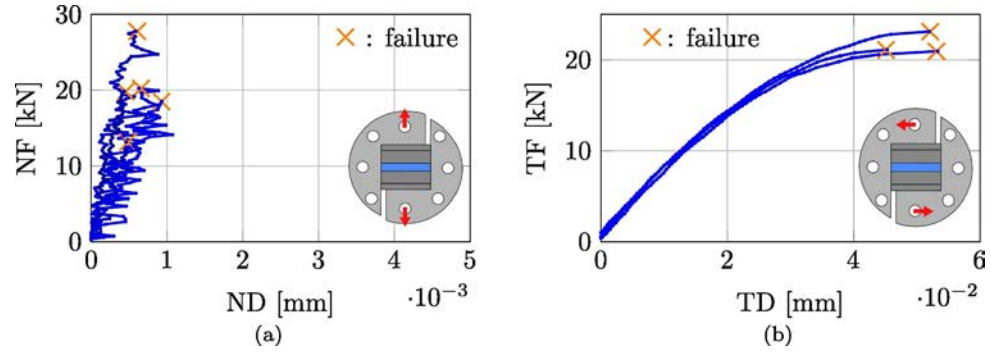 30
20
10
0
NF [kN]
× : failure
0 1 2 3 4 5
ND [mm] ·10⁻³
(a)
20
10
0
TF [kN]
×: failure
0 2 4 6
TD [mm] ·10⁻²
(b)